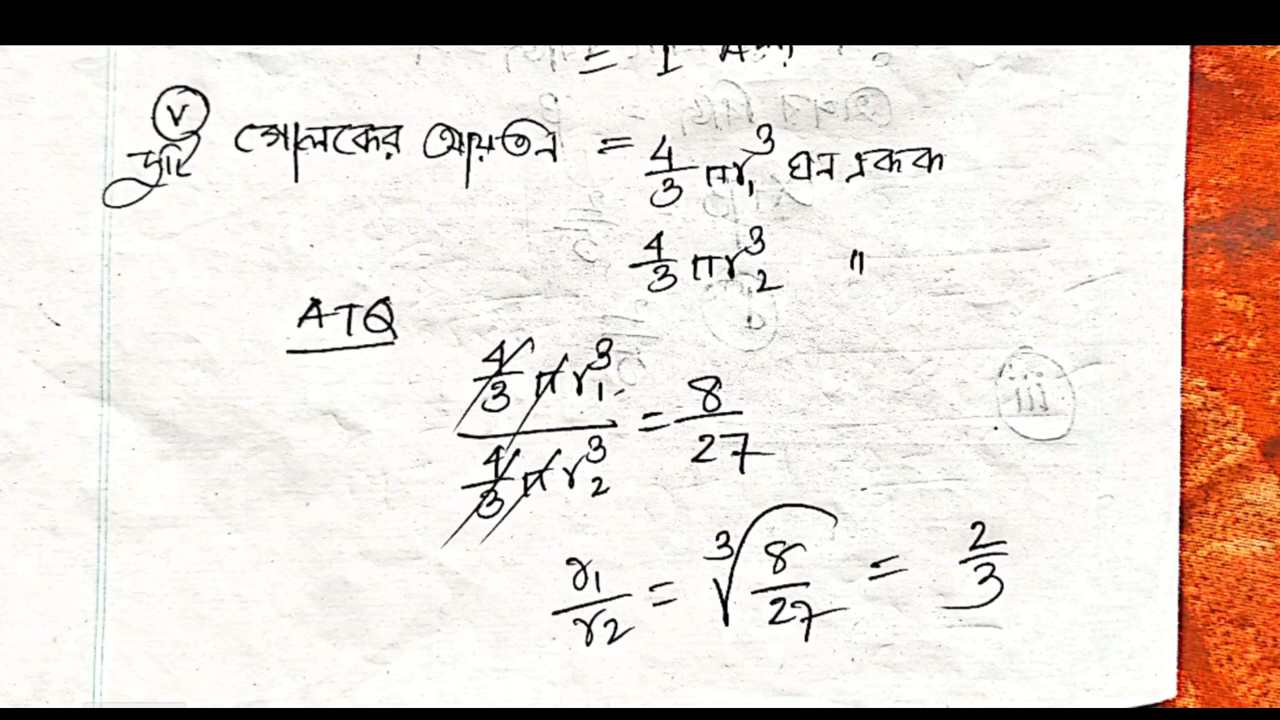 (v)
দুটি গোলকের আয়তন = 4/3 πr₁³ ঘন একক
4/3 πr₂³ "
ATQ
(4/3 πr₁³)/(4/3 πr₂³) = 8/27
r₁/r₂ = ³√(8/27) = 2/3